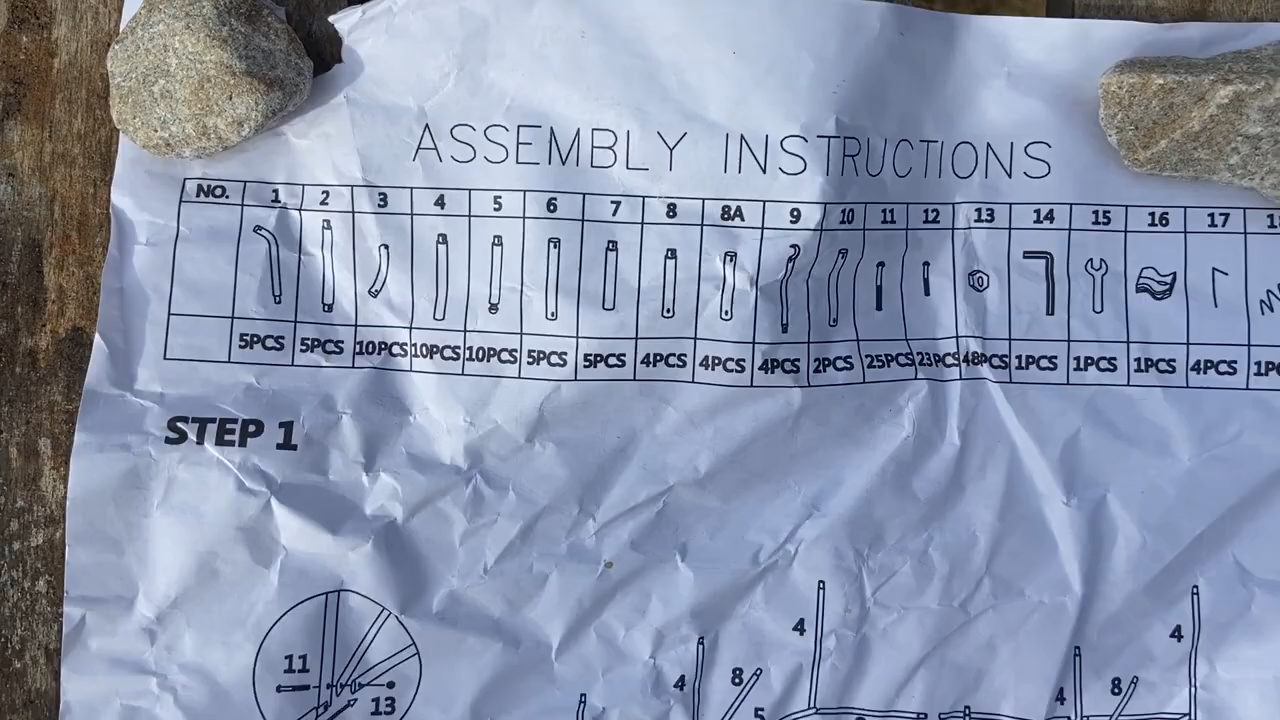 ASSEMBLY INSTRUCTIONS
NO. 1 2 3 4 5 6 7 8 8A 9 10 11 12 13 14 15 16 17
5PCS 5PCS 10PCS 10PCS 10PCS 5PCS 5PCS 4PCS 4PCS 4PCS 2PCS 25PCS 23PCS 48PCS 1PCS 1PCS 1PCS 4PCS
STEP 1
4 4
11 4 8 4 8
13 5